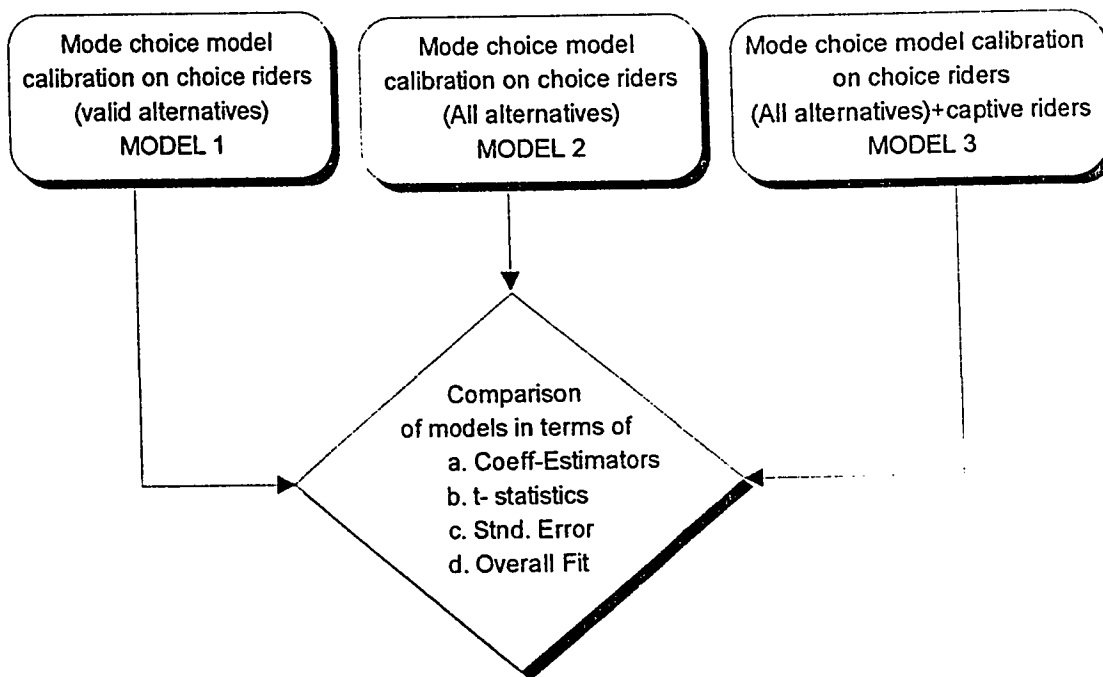 Mode choice model
calibration on choice riders
(valid alternatives)
MODEL 1
Mode choice model
calibration on choice riders
(All alternatives)
MODEL 2
Mode choice model calibration
on choice riders
(All alternatives)+captive riders
MODEL 3
Comparison
of models in terms of
a. Coeff-Estimators
b. t- statistics
c. Stnd. Error
d. Overall Fit